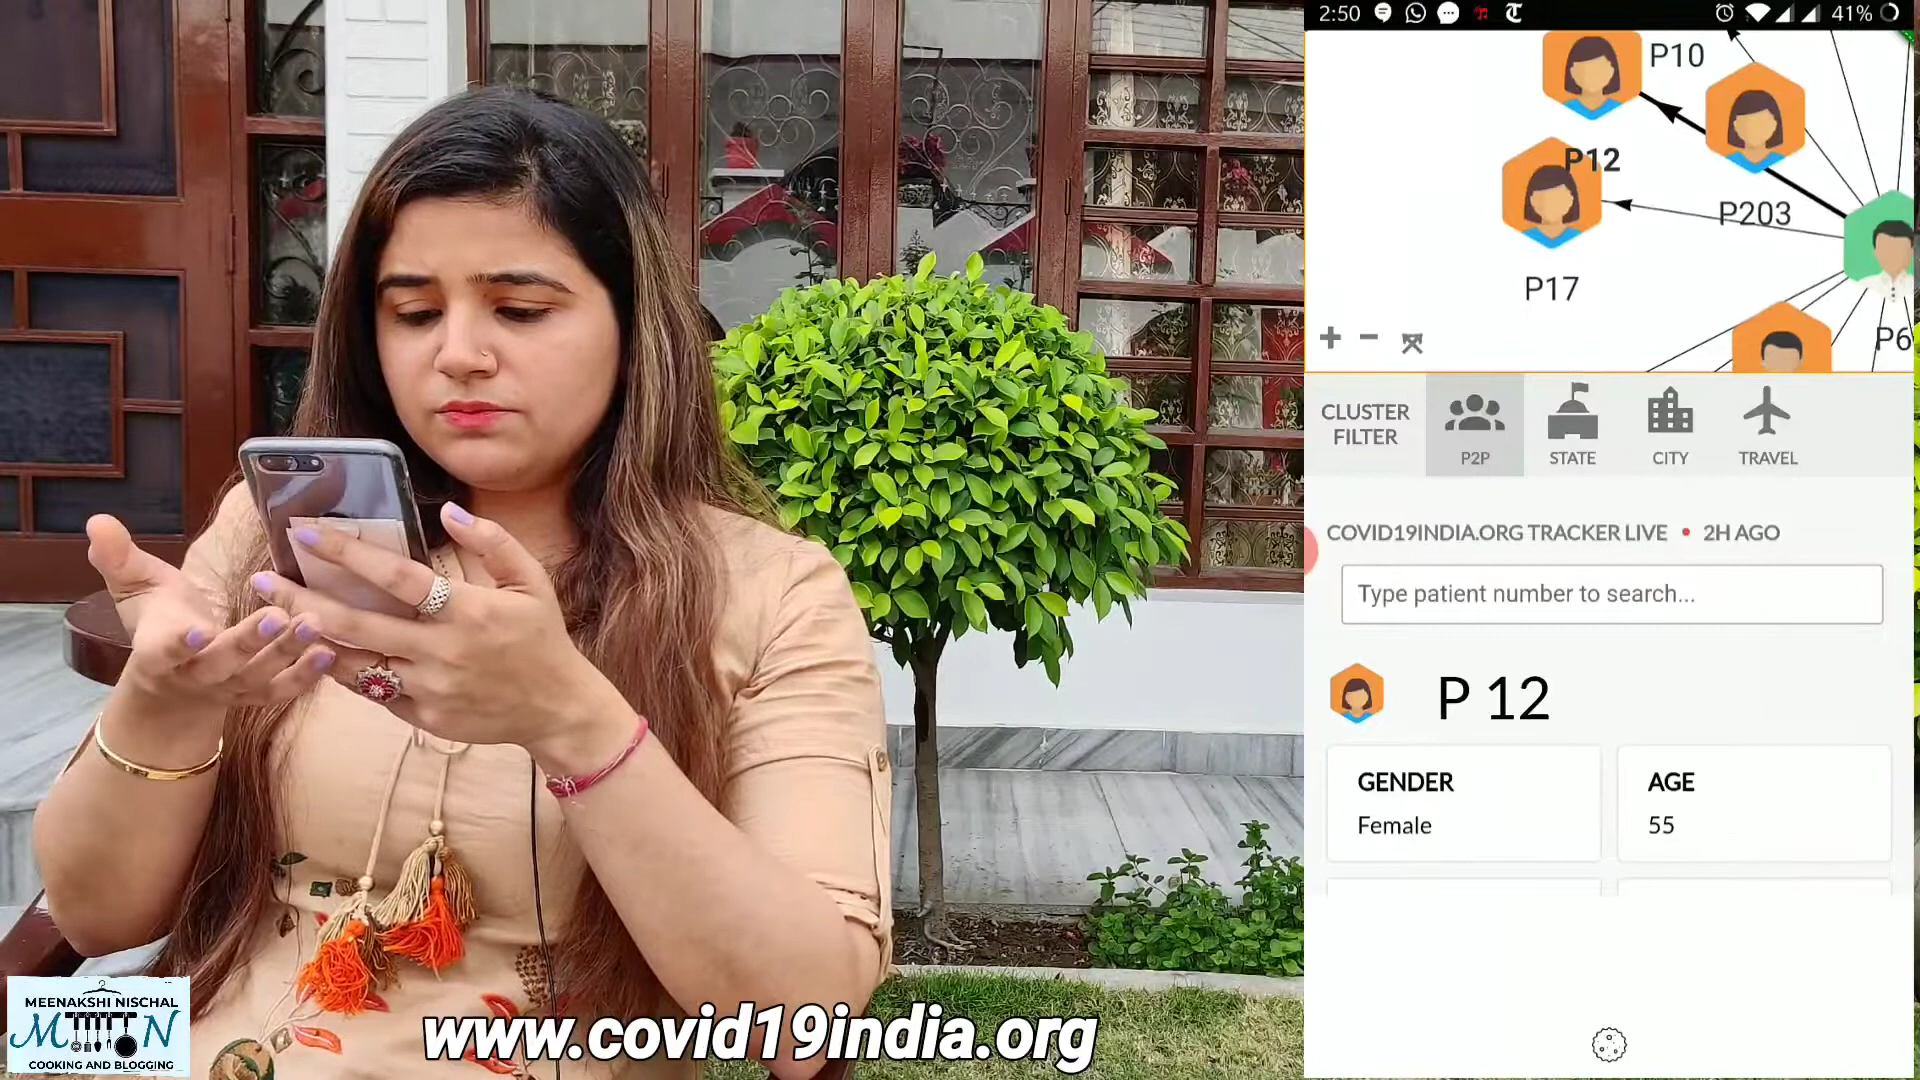 2:50
41%
P10
P12
P203
P17
P6
+ -
CLUSTER
FILTER
P2P
STATE
CITY
TRAVEL
COVID19INDIA.ORG TRACKER LIVE • 2H AGO
Type patient number to search...
P 12
GENDER
Female
AGE
55
MEENAKSHI NISCHAL
MN
COOKING AND BLOGGING
www.covid19india.org